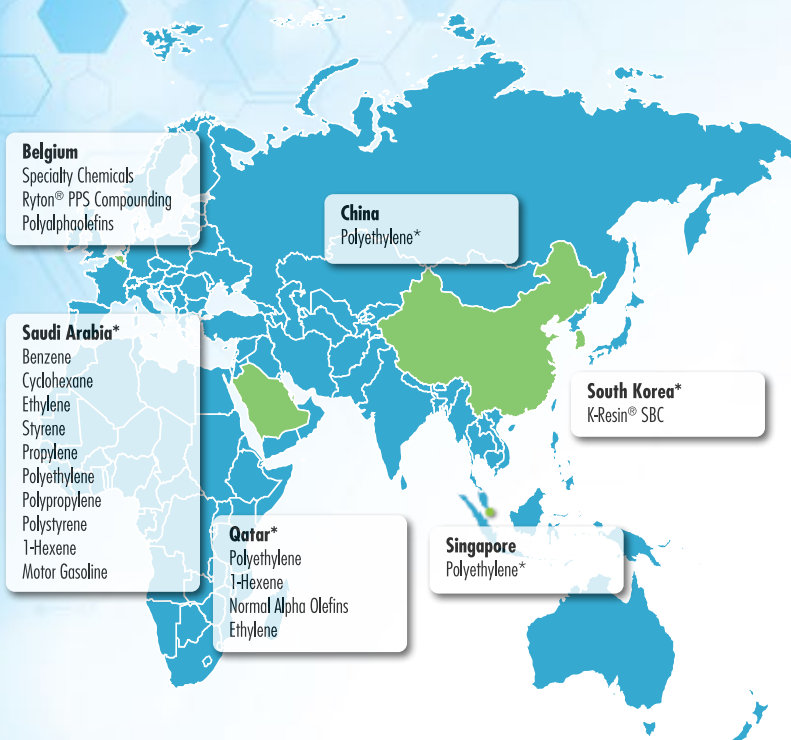 Belgium
Specialty Chemicals
Ryton® PPS Compounding
Polyalphaolefins
China
Polyethylene*
Saudi Arabia*
Benzene
Cyclohexane
Ethylene
Styrene
Propylene
Polyethylene
Polypropylene
Polystyrene
1-Hexene
Motor Gasoline
South Korea*
K-Resin® SBC
Qatar*
Polyethylene
1-Hexene
Normal Alpha Olefins
Ethylene
Singapore
Polyethylene*